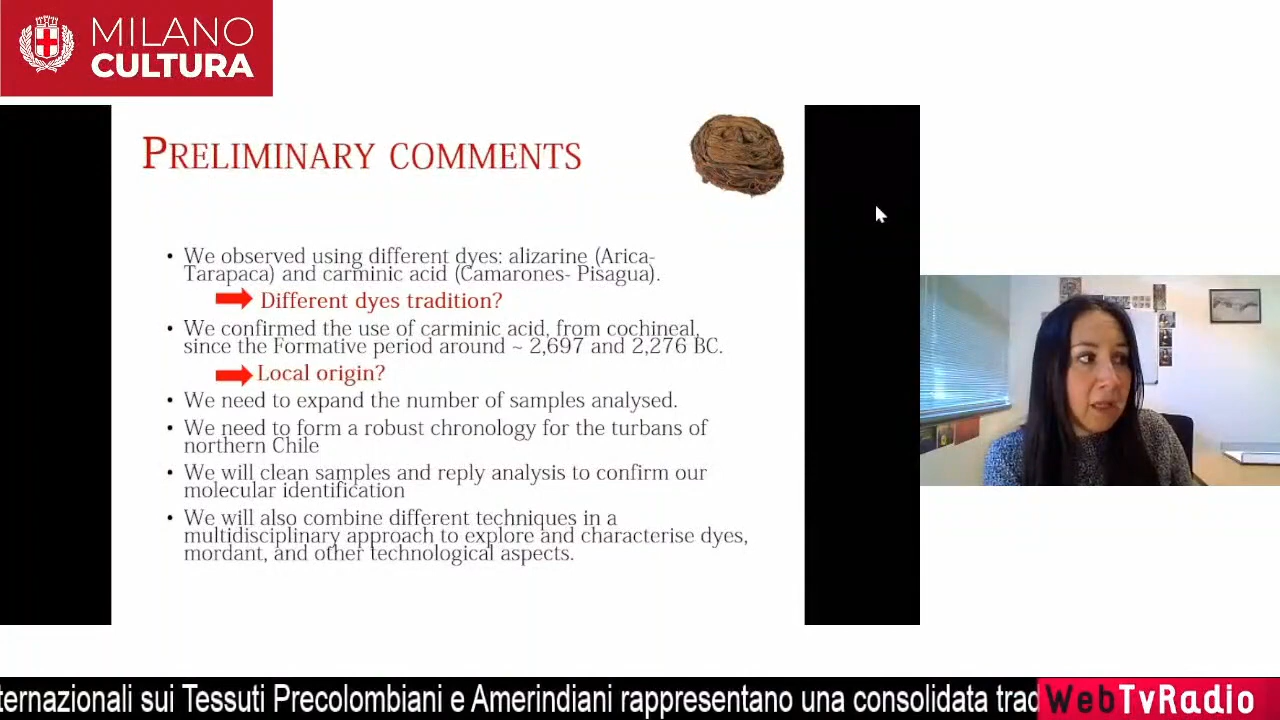 MILANO
CULTURA
PRELIMINARY COMMENTS
• We observed using different dyes: alizarine (Arica-
Tarapaca) and carminic acid (Camarones- Pisagua).
Different dyes tradition?
• We confirmed the use of carminic acid, from cochineal,
since the Formative period around ~ 2,697 and 2,276 BC.
Local origin?
• We need to expand the number of samples analysed.
• We need to form a robust chronology for the turbans of
northern Chile
• We will clean samples and reply analysis to confirm our
molecular identification
• We will also combine different techniques in a
multidisciplinary approach to explore and characterise dyes,
mordant, and other technological aspects.
ternazionali sui Tessuti Precolombiani e Amerindiani rappresentano una consolidata trad
WebTvRadio